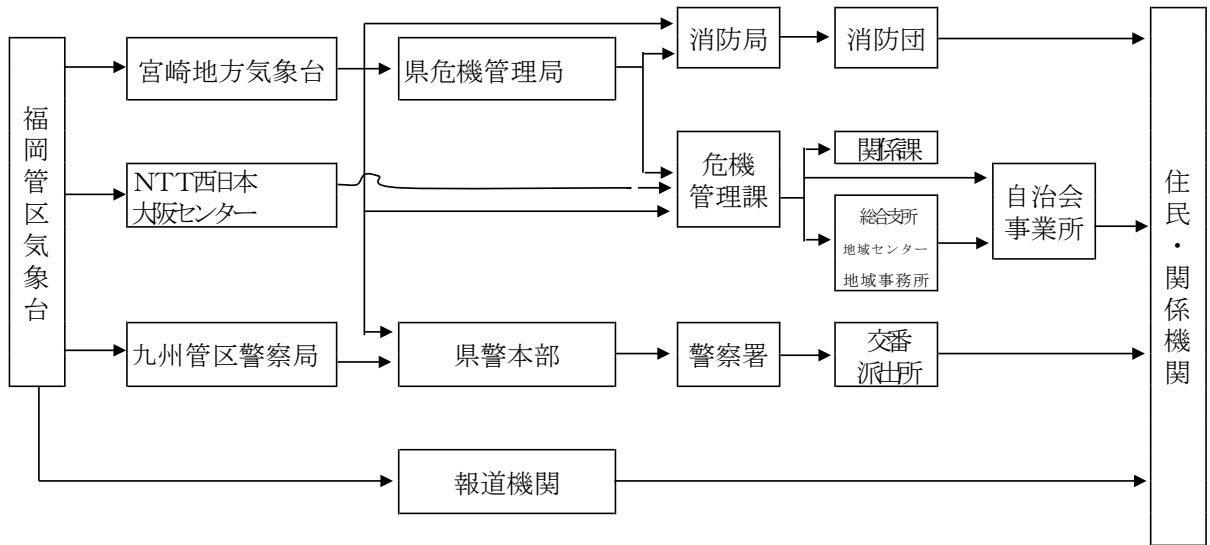 福岡管区気象台
宮崎地方気象台
県危機管理局
消防局
消防団
NTT西日本
大阪センター
危機
管理課
関係課
総合支所
地域センター
地域事務所
自治会
事業所
九州管区警察局
県警本部
警察署
交番
派出所
報道機関
住民・関係機関